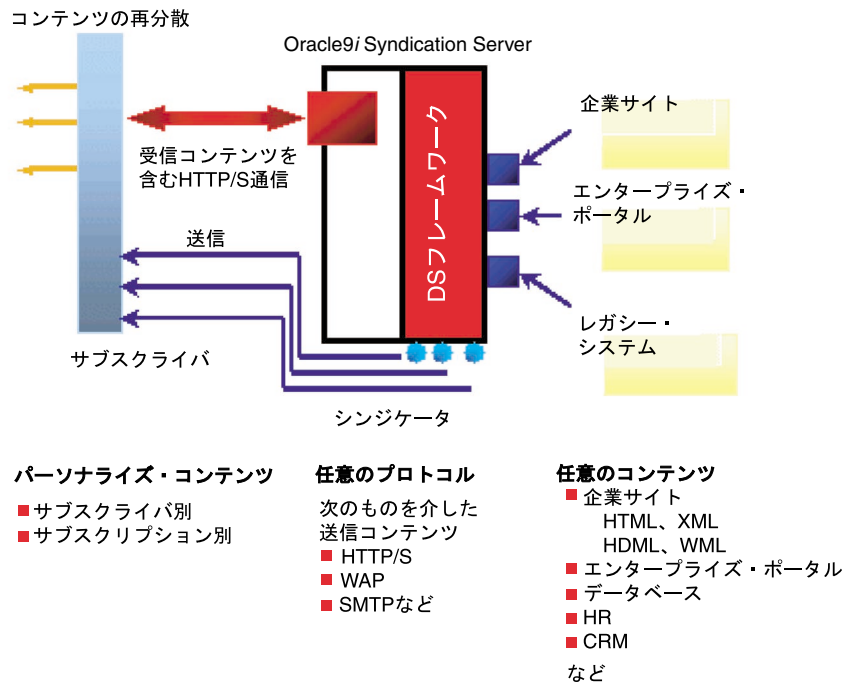 コンテンツの再分散
Oracle9i Syndication Server
受信コンテンツを
含むHTTP/S通信
送信
DSフレームワーク
企業サイト
エンタープライズ・
ポータル
レガシー・
システム
サブスクライバ
シンジケータ
パーソナライズ・コンテンツ
サブスクライバ別
サブスクリプション別
任意のプロトコル
次のものを介した
送信コンテンツ
HTTP/S
WAP
SMTPなど
任意のコンテンツ
企業サイト
HTML、XML
HDML、WML
エンタープライズ・ポータル
データベース
HR
CRM
など